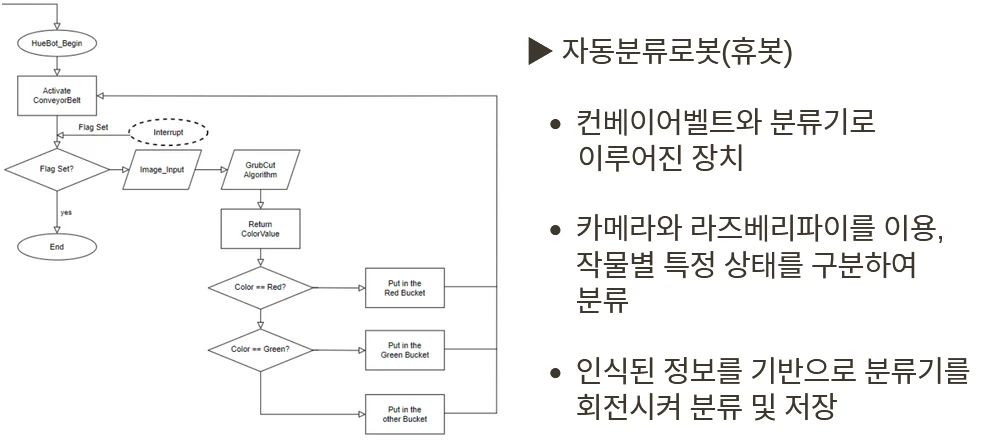 HueBot_Begin
Activate
ConveyorBelt
Flag Set
Interrupt
Flag Set?
Image_Input
GrubCut
Algorithm
yes
End
Return
ColorValue
Color == Red?
Put in the
Red Bucket
Color == Green?
Put in the
Green Bucket
Put in the
other Bucket
▶ 자동분류로봇(휴봇)
• 컨베이어벨트와 분류기로
이루어진 장치
• 카메라와 라즈베리파이를 이용,
작물별 특정 상태를 구분하여
분류
• 인식된 정보를 기반으로 분류기를
회전시켜 분류 및 저장